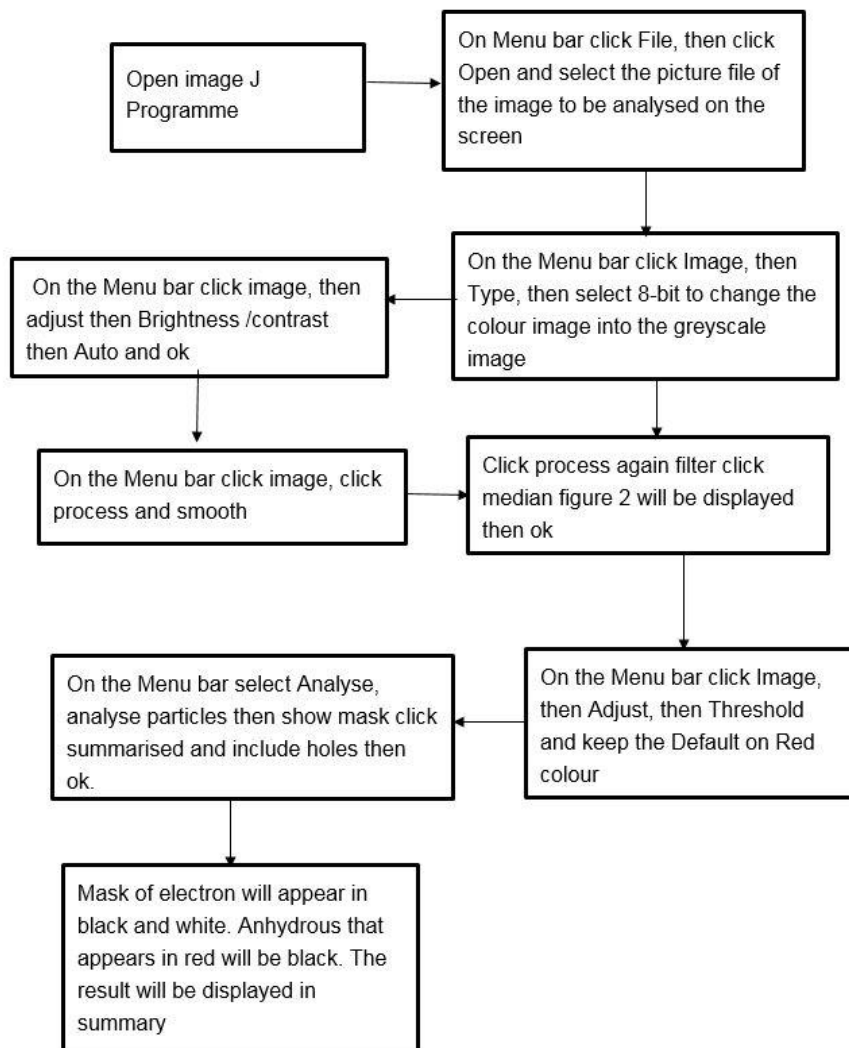 Open image J
Programme
On Menu bar click File, then click
Open and select the picture file of
the image to be analysed on the
screen
On the Menu bar click Image, then
Type, then select 8-bit to change the
colour image into the greyscale
image
On the Menu bar click image, then
adjust then Brightness /contrast
then Auto and ok
On the Menu bar click image, click
process and smooth
Click process again filter click
median figure 2 will be displayed
then ok
On the Menu bar click Image,
then Adjust, then Threshold
and keep the Default on Red
colour
On the Menu bar select Analyse,
analyse particles then show mask click
summarised and include holes then
ok.
Mask of electron will appear in
black and white. Anhydrous that
appears in red will be black. The
result will be displayed in
summary